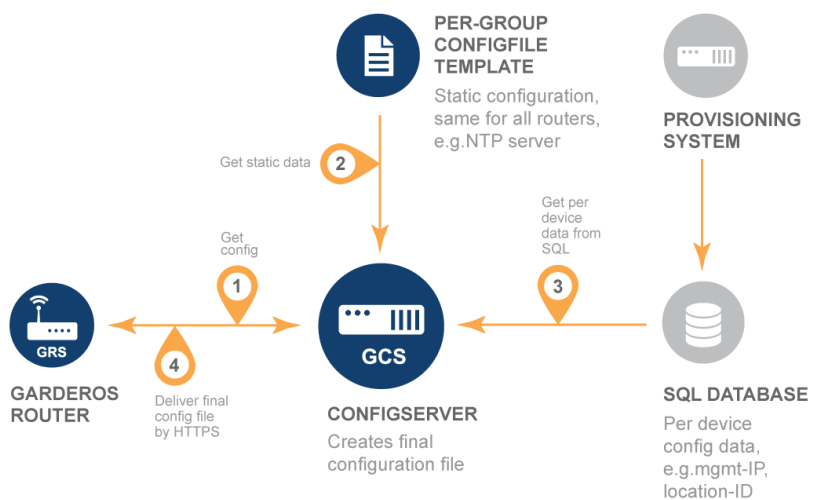 PER-GROUP
CONFIGFILE
TEMPLATE
Static configuration,
same for all routers,
e.g.NTP server
PROVISIONING
SYSTEM
Get static data
2
Get per
device
data from
SQL
3
Get
config
1
GRS
GARDEROS
ROUTER
4
Deliver final
config file
by HTTPS
GCS
CONFIGSERVER
Creates final
configuration file
SQL DATABASE
Per device
config data,
e.g.mgmt-IP,
location-ID